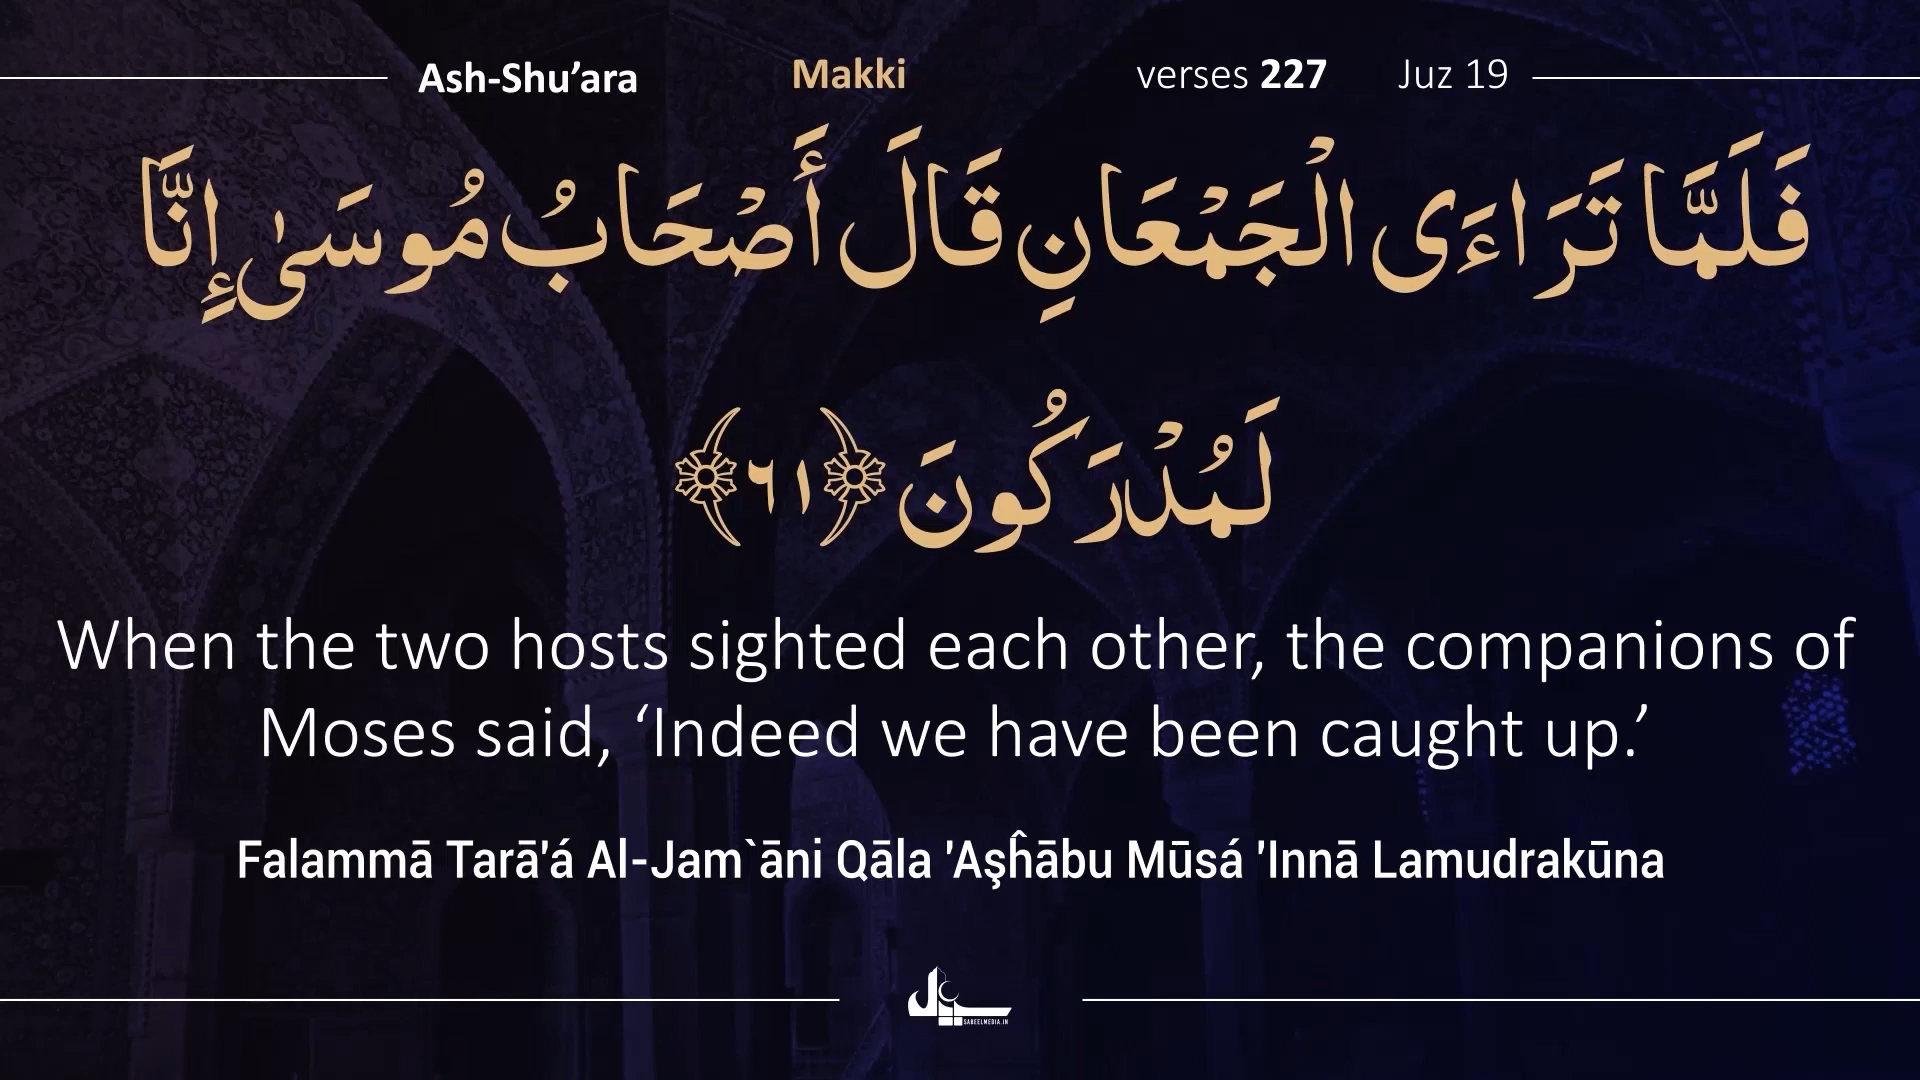 Ash-Shu’ara Makki verses 227 Juz 19
فَلَمَّا تَرَاءَى الْجَمْعَانِ قَالَ أَصْحَابُ مُوسَىٰ إِنَّا
لَمُدْرَكُونَ ﴿٦١﴾
When the two hosts sighted each other, the companions of
Moses said, ‘Indeed we have been caught up.’
Falammā Tarā'á Al-Jam`āni Qāla 'Aşĥābu Mūsá 'Innā Lamudrakūna
SABEELMEDIA.IN